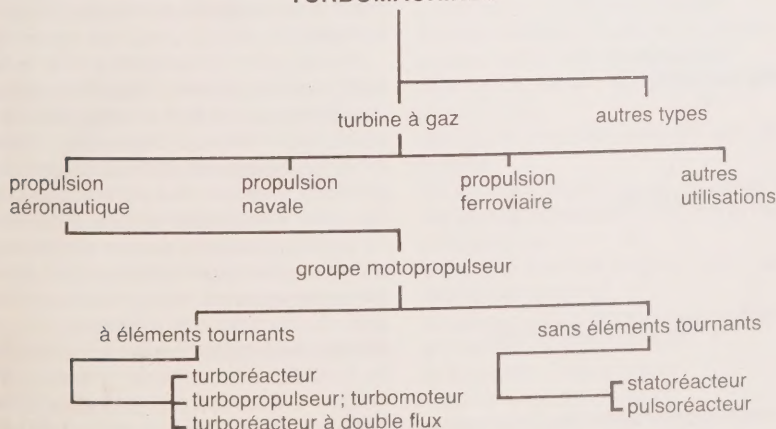 turbine à gaz
autres types
propulsion
aéronautique
propulsion
navale
propulsion
ferroviaire
autres
utilisations
groupe motopropulseur
à éléments tournants
sans éléments tournants
turboréacteur
turbopropulseur; turbomoteur
turboréacteur à double flux
statoréacteur
pulsoréacteur